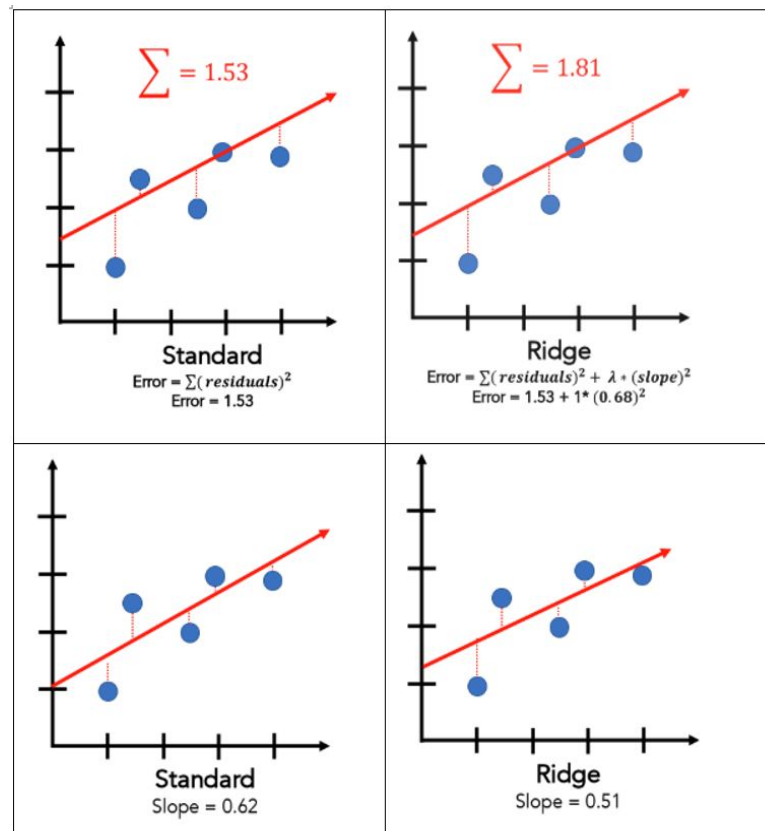 ∑ = 1.53
Standard
Error = ∑(residuals)²
Error = 1.53
∑ = 1.81
Ridge
Error = ∑(residuals)² + λ * (slope)²
Error = 1.53 + 1* (0.68)²
Standard
Slope = 0.62
Ridge
Slope = 0.51